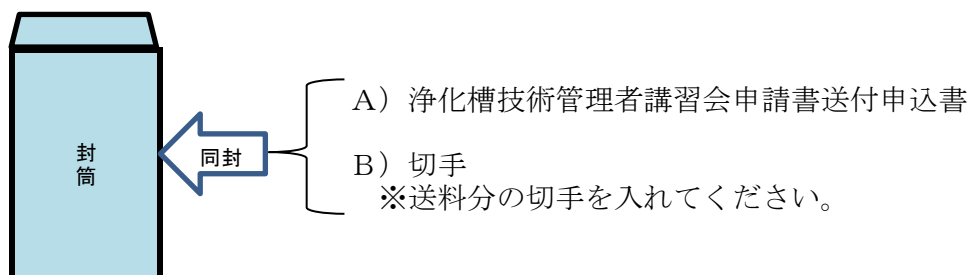 封筒
同封
A）浄化槽技術管理者講習会申請書送付申込書
B）切手
※送料分の切手を入れてください。